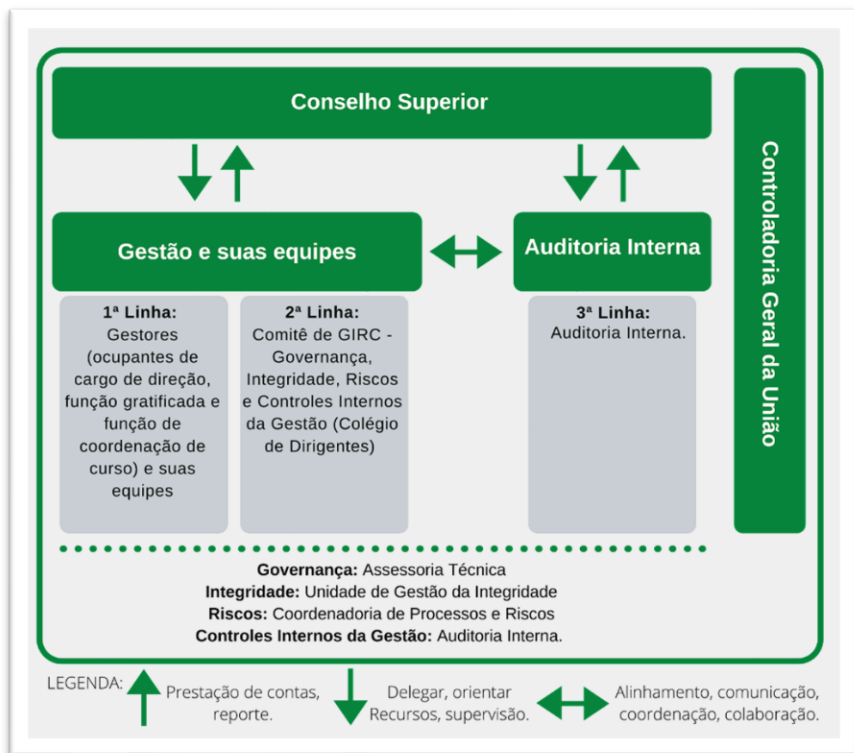 Conselho Superior
Gestão e suas equipes
Auditoria Interna
1ª Linha:
Gestores
(ocupantes de
cargo de direção,
função gratificada e
função de
coordenação de
curso) e suas
equipes
2ª Linha:
Comitê de GIRC -
Governança,
Integridade, Riscos
e Controles Internos
da Gestão (Colégio
de Dirigentes)
3ª Linha:
Auditoria Interna.
Controladoria Geral da União
Governança: Assessoria Técnica
Integridade: Unidade de Gestão da Integridade
Riscos: Coordenadoria de Processos e Riscos
Controles Internos da Gestão: Auditoria Interna.
LEGENDA:
Prestação de contas,
reporte.
Delegar, orientar
Recursos, supervisão.
Alinhamento, comunicação,
coordenação, colaboração.